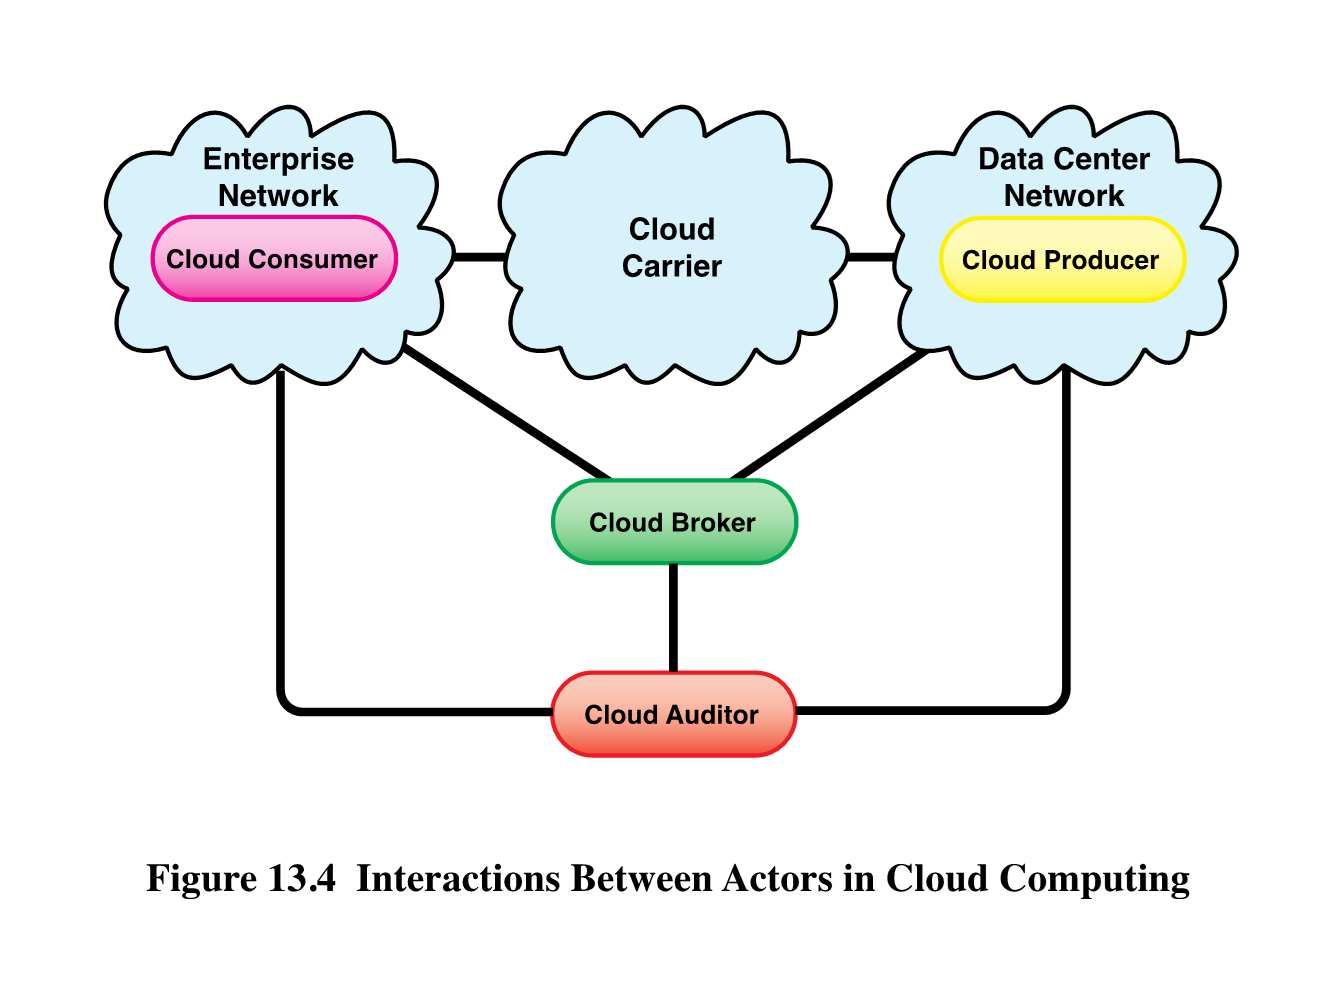 Enterprise
Network
Cloud Consumer
Cloud
Carrier
Data Center
Network
Cloud Producer
Cloud Broker
Cloud Auditor
Figure 13.4  Interactions Between Actors in Cloud Computing